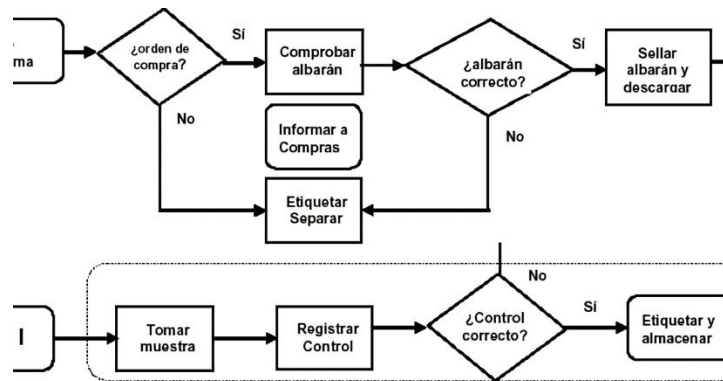 ma
¿orden de
compra?
Sí
No
Comprobar
albarán
¿albarán
correcto?
Sí
No
Sellar
albarán y
descargar
Informar a
Compras
Etiquetar
Separar
I
Tomar
muestra
Registrar
Control
¿Control
correcto?
No
Sí
Etiquetar y
almacenar